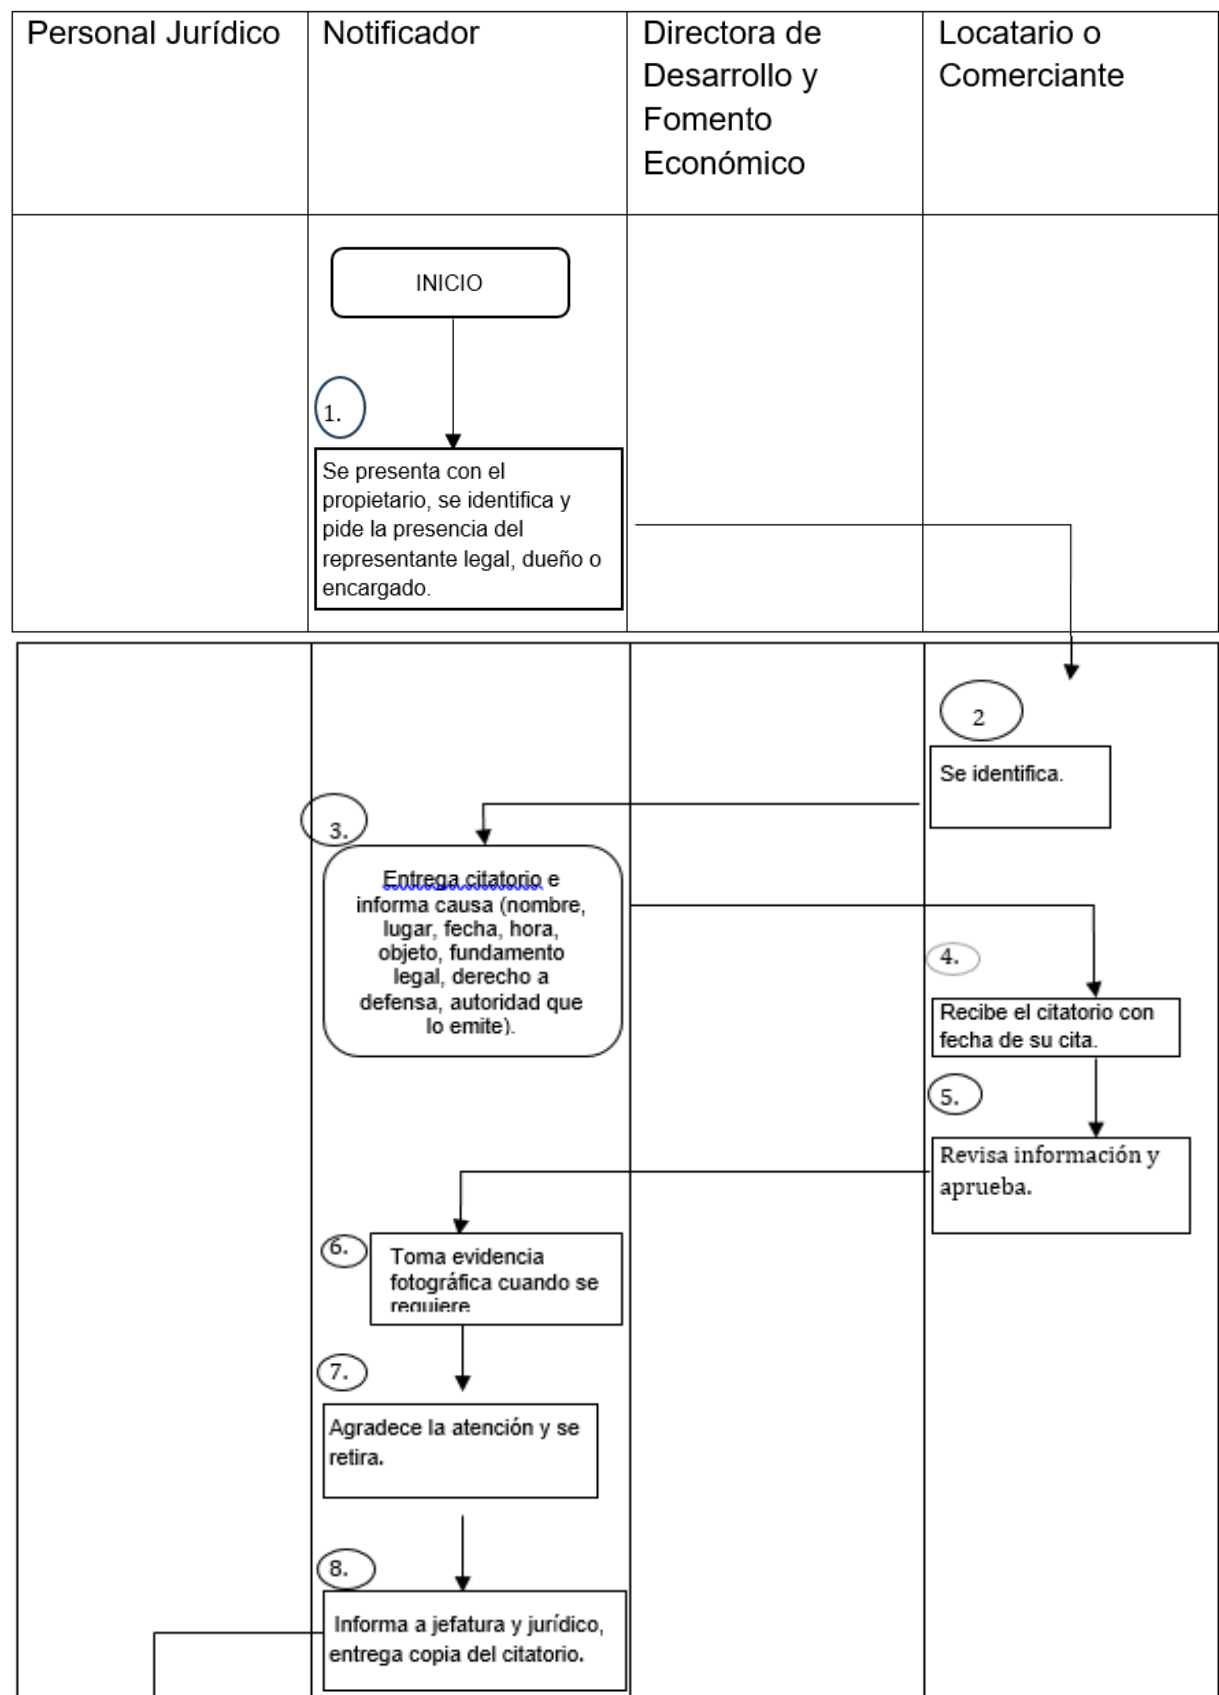 Personal Jurídico
Notificador
Directora de
Desarrollo y
Fomento
Económico
Locatario o
Comerciante
INICIO
1.
Se presenta con el
propietario, se identifica y
pide la presencia del
representante legal, dueño o
encargado.
2
Se identifica.
3.
Entrega citatorio e
informa causa (nombre,
lugar, fecha, hora,
objeto, fundamento
legal, derecho a
defensa, autoridad que
lo emite).
4.
Recibe el citatorio con
fecha de su cita.
5.
Revisa información y
aprueba.
6.
Toma evidencia
fotográfica cuando se
requiere
7.
Agradece la atención y se
retira.
8.
Informa a jefatura y jurídico,
entrega copia del citatorio.